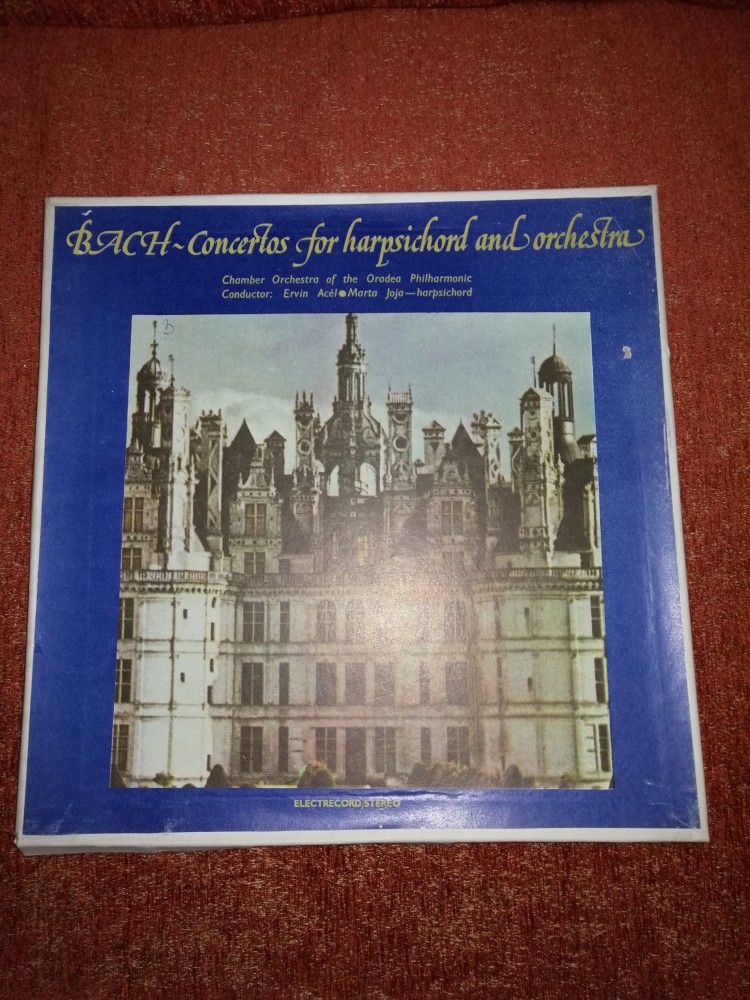 BACH~Concertos for harpsichord and orchestra
Chamber Orchestra of the Oradea Philharmonic
Conductor: Ervin Acél●Marta Joja—harpsichord
ELECTRECORD/STEREO